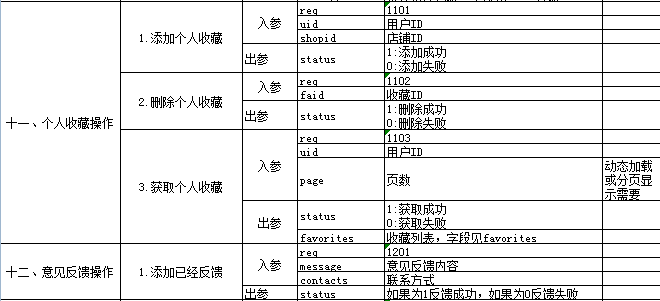 req 1101
入参 uid 用户ID
1.添加个人收藏 shopid 店铺ID
出参 status 1:添加成功
0:添加失败
req 1102
入参
2.删除个人收藏 faid 收藏ID
出参 status 1:删除成功
0:删除失败
十一、个人收藏操作
req 1103
uid 用户ID
入参
3.获取个人收藏 page 页数 动态加载
或分页显
示需要
出参 status 1:获取成功
0:获取失败
favorites 收藏列表，字段见favorites
req 1201
十二、意见反馈操作 1.添加已经反馈 入参 message 意见反馈内容
contacts 联系方式
出参 status 如果为1反馈成功，如果为0反馈失败